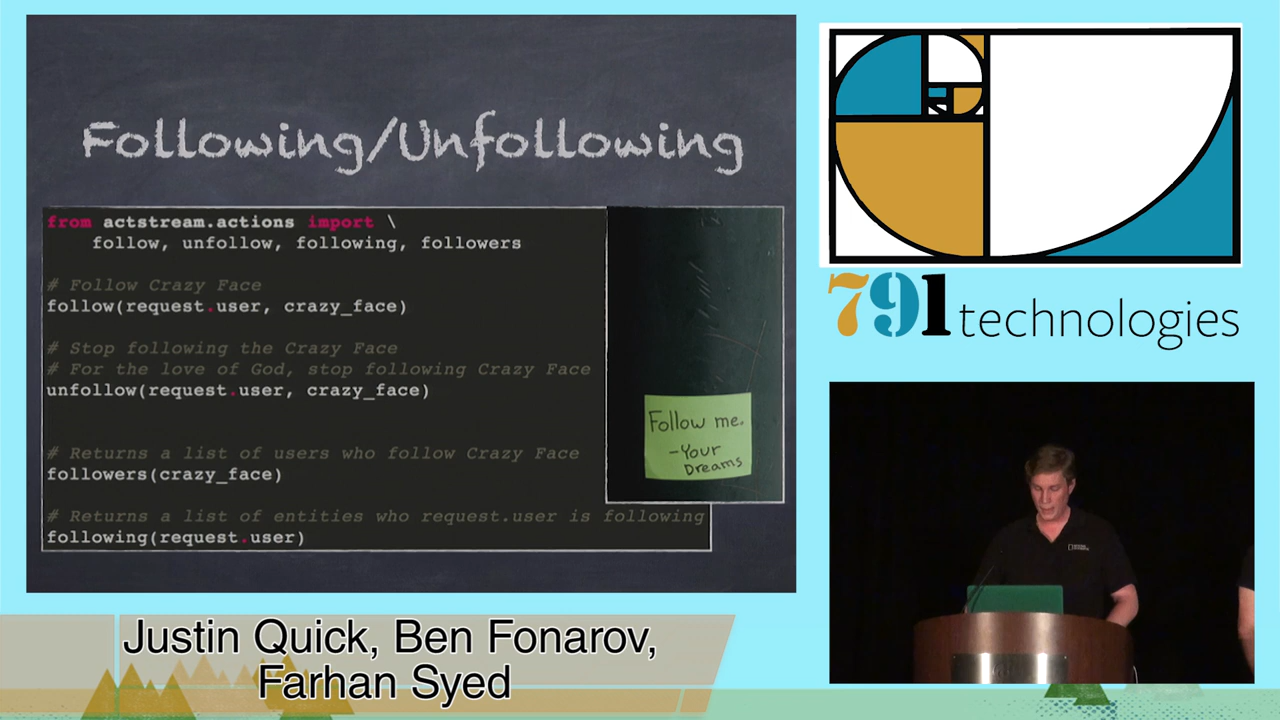 Following/Unfollowing
from actstream.actions import \
    follow, unfollow, following, followers
# Follow Crazy Face
follow(request.user, crazy_face)
# Stop following the Crazy Face
# For the love of God, stop following Crazy Face
unfollow(request.user, crazy_face)
# Returns a list of users who follow Crazy Face
followers(crazy_face)
# Returns a list of entities who request.user is following
following(request.user)
Follow me.
-Your
Dreams
791 technologies
Justin Quick, Ben Fonarov,
Farhan Syed